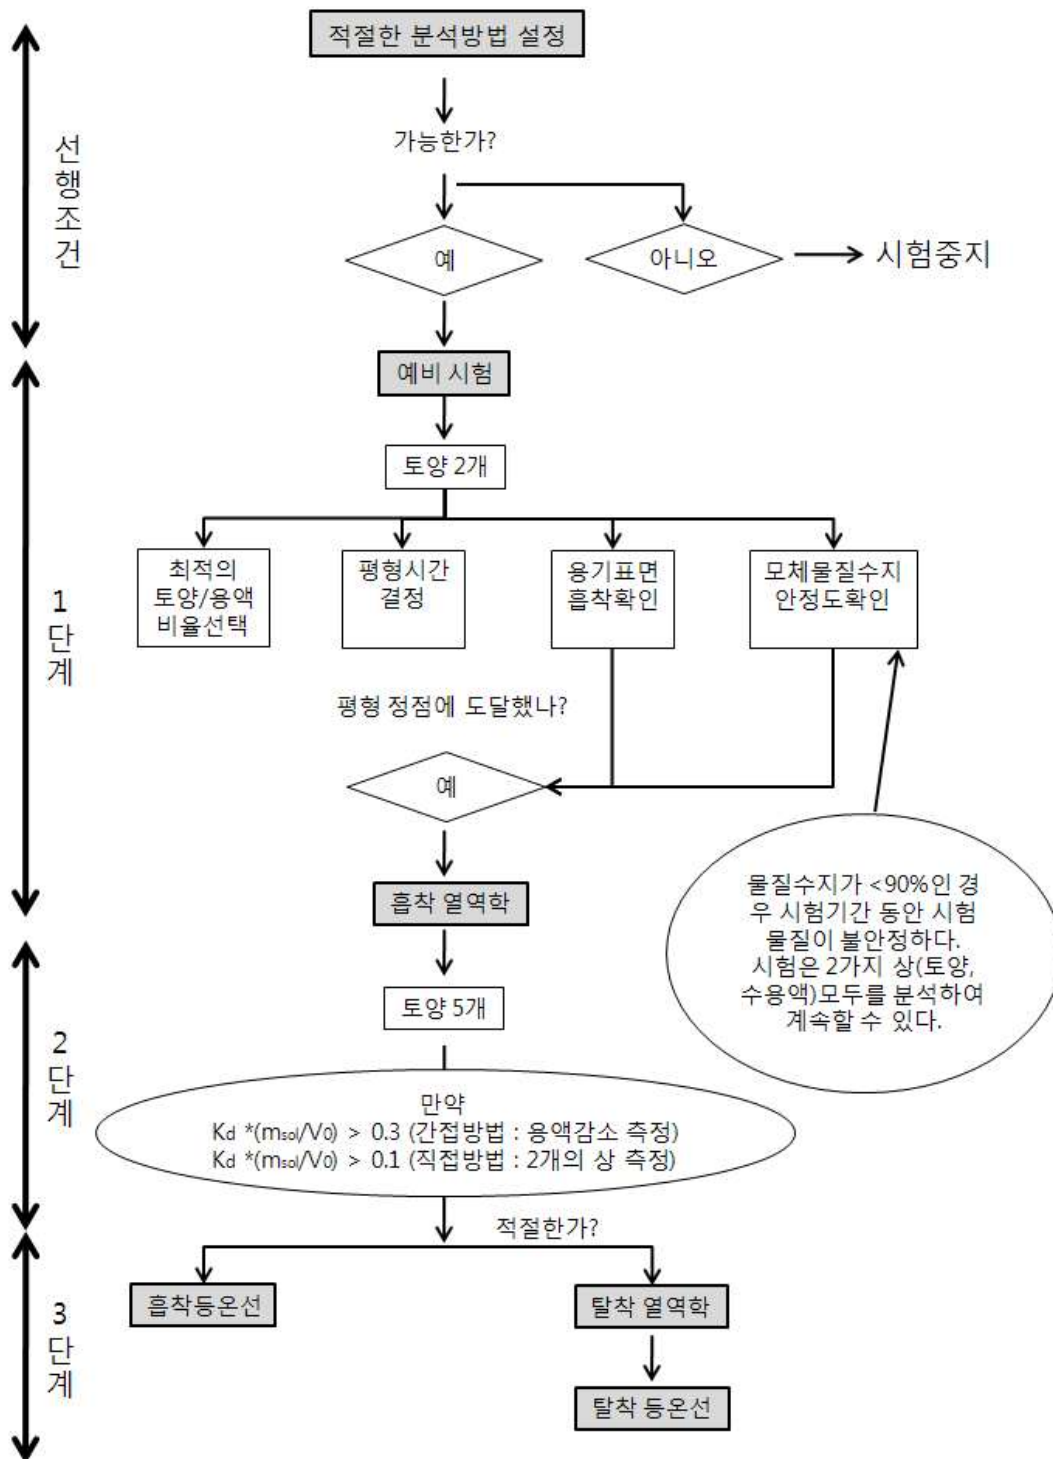 적절한 분석방법 설정
가능한가?
선행조건
예
아니오
시험중지
예비 시험
토양 2개
최적의
토양/용액
비율선택
평형시간
결정
용기표면
흡착확인
모체물질수지
안정도확인
1단계
평형 정점에 도달했나?
예
물질수지가 <90%인 경
우 시험기간 동안 시험
물질이 불안정하다.
시험은 2가지 상(토양,
수용액)모두를 분석하여
계속할 수 있다.
흡착 열역학
토양 5개
2단계
만약
Kd *(msol/V0) > 0.3 (간접방법 : 용액감소 측정)
Kd *(msol/V0) > 0.1 (직접방법 : 2개의 상 측정)
적절한가?
3단계
흡착등온선
탈착 열역학
탈착 등온선